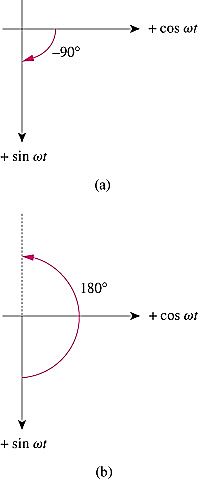 + cos ωt
–90°
+ sin ωt
(a)
180°
+ cos ωt
+ sin ωt
(b)